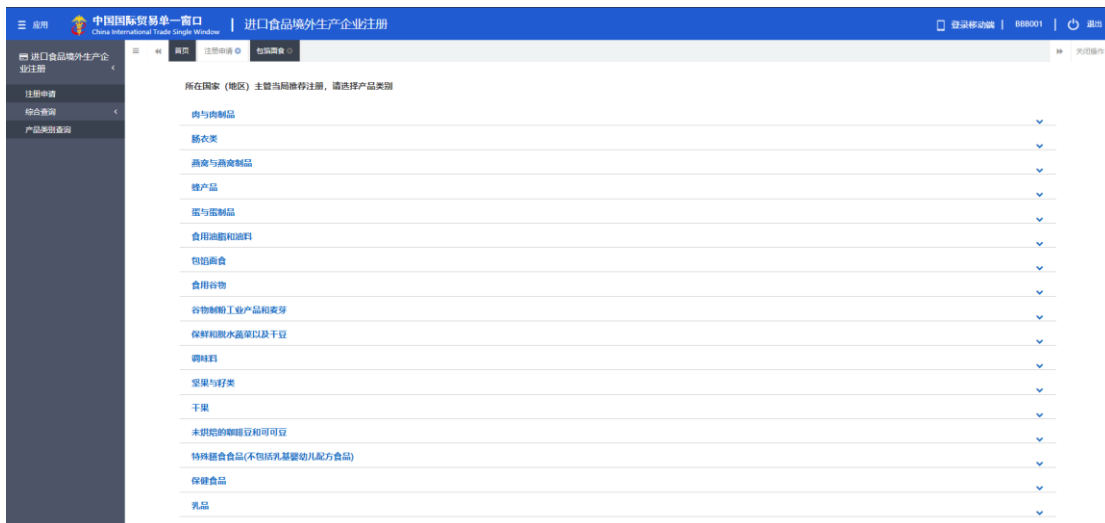 应用
中国国际贸易单一窗口
China International Trade Single Window
进口食品境外生产企业注册
登录移动端
BBB001
退出
进口食品境外生产企
业注册
注册申请
综合查询
产品类别查询
首页
注册申请
包馅面食
关闭操作
所在国家（地区）主管当局推荐注册，请选择产品类别
肉与肉制品
肠衣类
燕窝与燕窝制品
蜂产品
蛋与蛋制品
食用油脂和油料
包馅面食
食用谷物
谷物制粉工业产品和麦芽
保鲜和脱水蔬菜以及干豆
调味料
坚果与籽类
干果
未烘焙的咖啡豆和可可豆
特殊膳食食品(不包括乳基婴幼儿配方食品)
保健食品
乳品